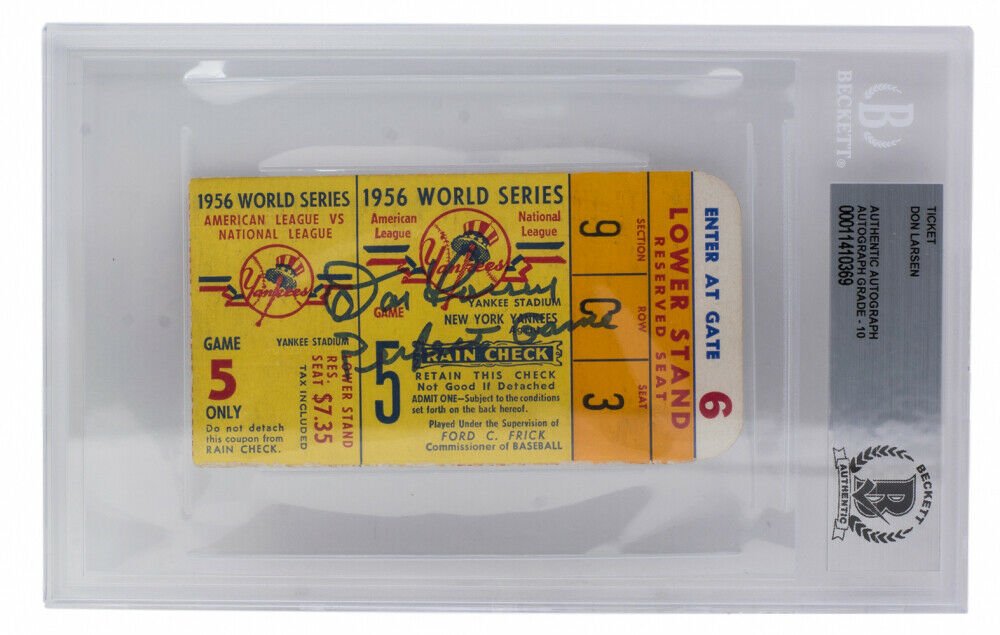 1956 WORLD SERIES
AMERICAN LEAGUE VS
NATIONAL LEAGUE
Yankees
YANKEE STADIUM
GAME
5
ONLY
Do not detach
this coupon from
RAIN CHECK.
LOWER STAND
RES. SEAT $7.35
TAX INCLUDED
1956 WORLD SERIES
American League
National League
Yankees
YANKEE STADIUM
NEW YORK YANKEES
GAME
5
Don Larsen
Perfect Game
RAIN CHECK
RETAIN THIS CHECK
Not Good If Detached
ADMIT ONE—Subject to the conditions
set forth on the back hereof.
Played Under the Supervision of
FORD C. FRICK
Commissioner of BASEBALL
SECTION 9
ROW G
SEAT 3
LOWER STAND
RESERVED SEAT
ENTER AT GATE 6
B
BECKETT®
TICKET
DON LARSEN
AUTHENTIC AUTOGRAPH
AUTOGRAPH GRADE - 10
00011410369
BECKETT
AUTHENTIC